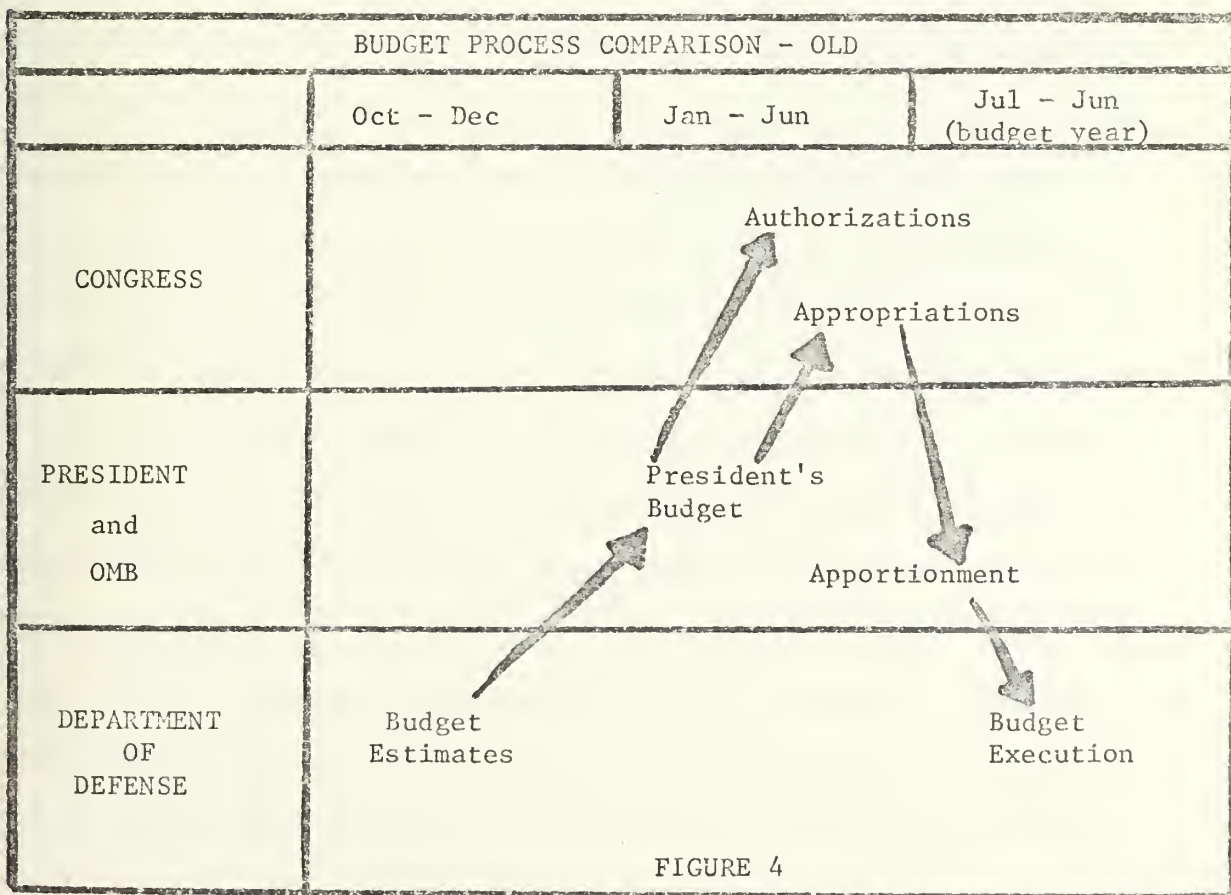 BUDGET PROCESS COMPARISON - OLD
Oct - Dec
Jan - Jun
Jul - Jun
(budget year)
CONGRESS
Authorizations
Appropriations
PRESIDENT
and
OMB
President's
Budget
Apportionment
DEPARTMENT
OF
DEFENSE
Budget
Estimates
Budget
Execution
FIGURE 4